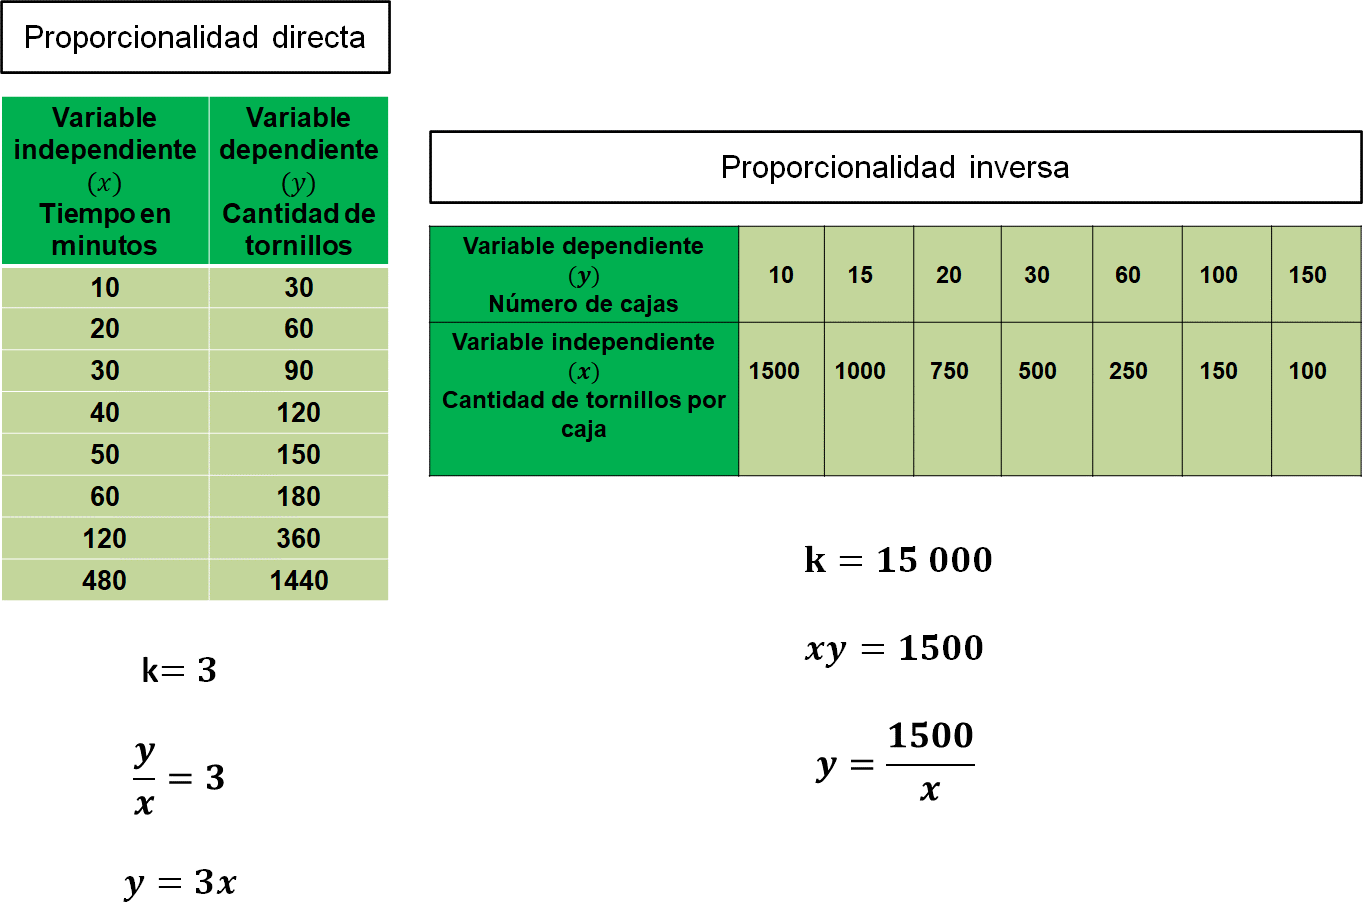 Proporcionalidad directa
Variable independiente (x) Tiempo en minutos
Variable dependiente (y) Cantidad de tornillos
10 30
20 60
30 90
40 120
50 150
60 180
120 360
480 1440
k= 3
y/x = 3
y = 3x
Proporcionalidad inversa
Variable dependiente
(y)
Número de cajas
10 15 20 30 60 100 150
Variable independiente
(x)
Cantidad de tornillos por
caja
1500 1000 750 500 250 150 100
k = 15 000
xy = 1500
y = 1500/x